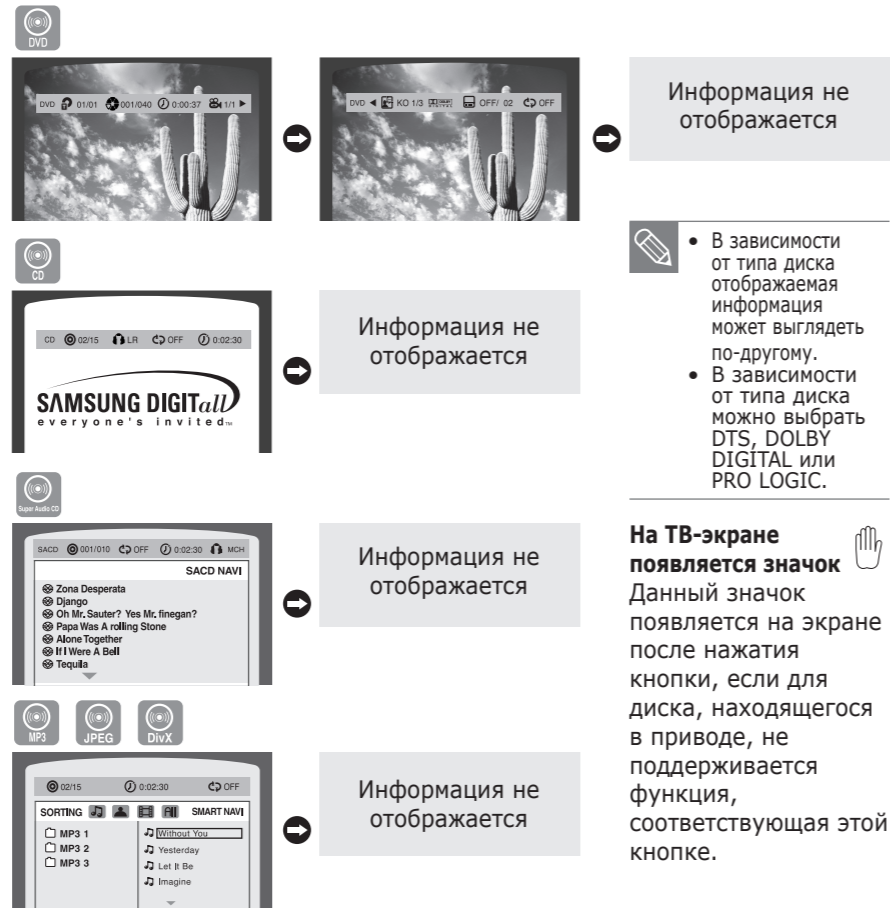 DVD
DVD 01/01 001/040 0:00:37 1/1
DVD KO 1/3 OFF/ 02 OFF
Информация не
отображается
CD
CD 02/15 LR OFF 0:02:30
SAMSUNG DIGITall
everyone's invited TM
Информация не
отображается
Super Audio CD
SACD 001/010 OFF 0:02:30 MCH
SACD NAVI
Zona Desperata
Django
Oh Mr. Sauter? Yes Mr. finegan?
Papa Was A rolling Stone
Alone Together
If I Were A Bell
Tequila
Информация не
отображается
MP3 JPEG DivX
02/15 0:02:30 OFF
SORTING All SMART NAVI
MP3 1
MP3 2
MP3 3
Without You
Yesterday
Let It Be
Imagine
Информация не
отображается
• В зависимости
от типа диска
отображаемая
информация
может выглядеть
по-другому.
• В зависимости
от типа диска
можно выбрать
DTS, DOLBY
DIGITAL или
PRO LOGIC.
На ТВ-экране
появляется значок
Данный значок
появляется на экране
после нажатия
кнопки, если для
диска, находящегося
в приводе, не
поддерживается
функция,
соответствующая этой
кнопке.